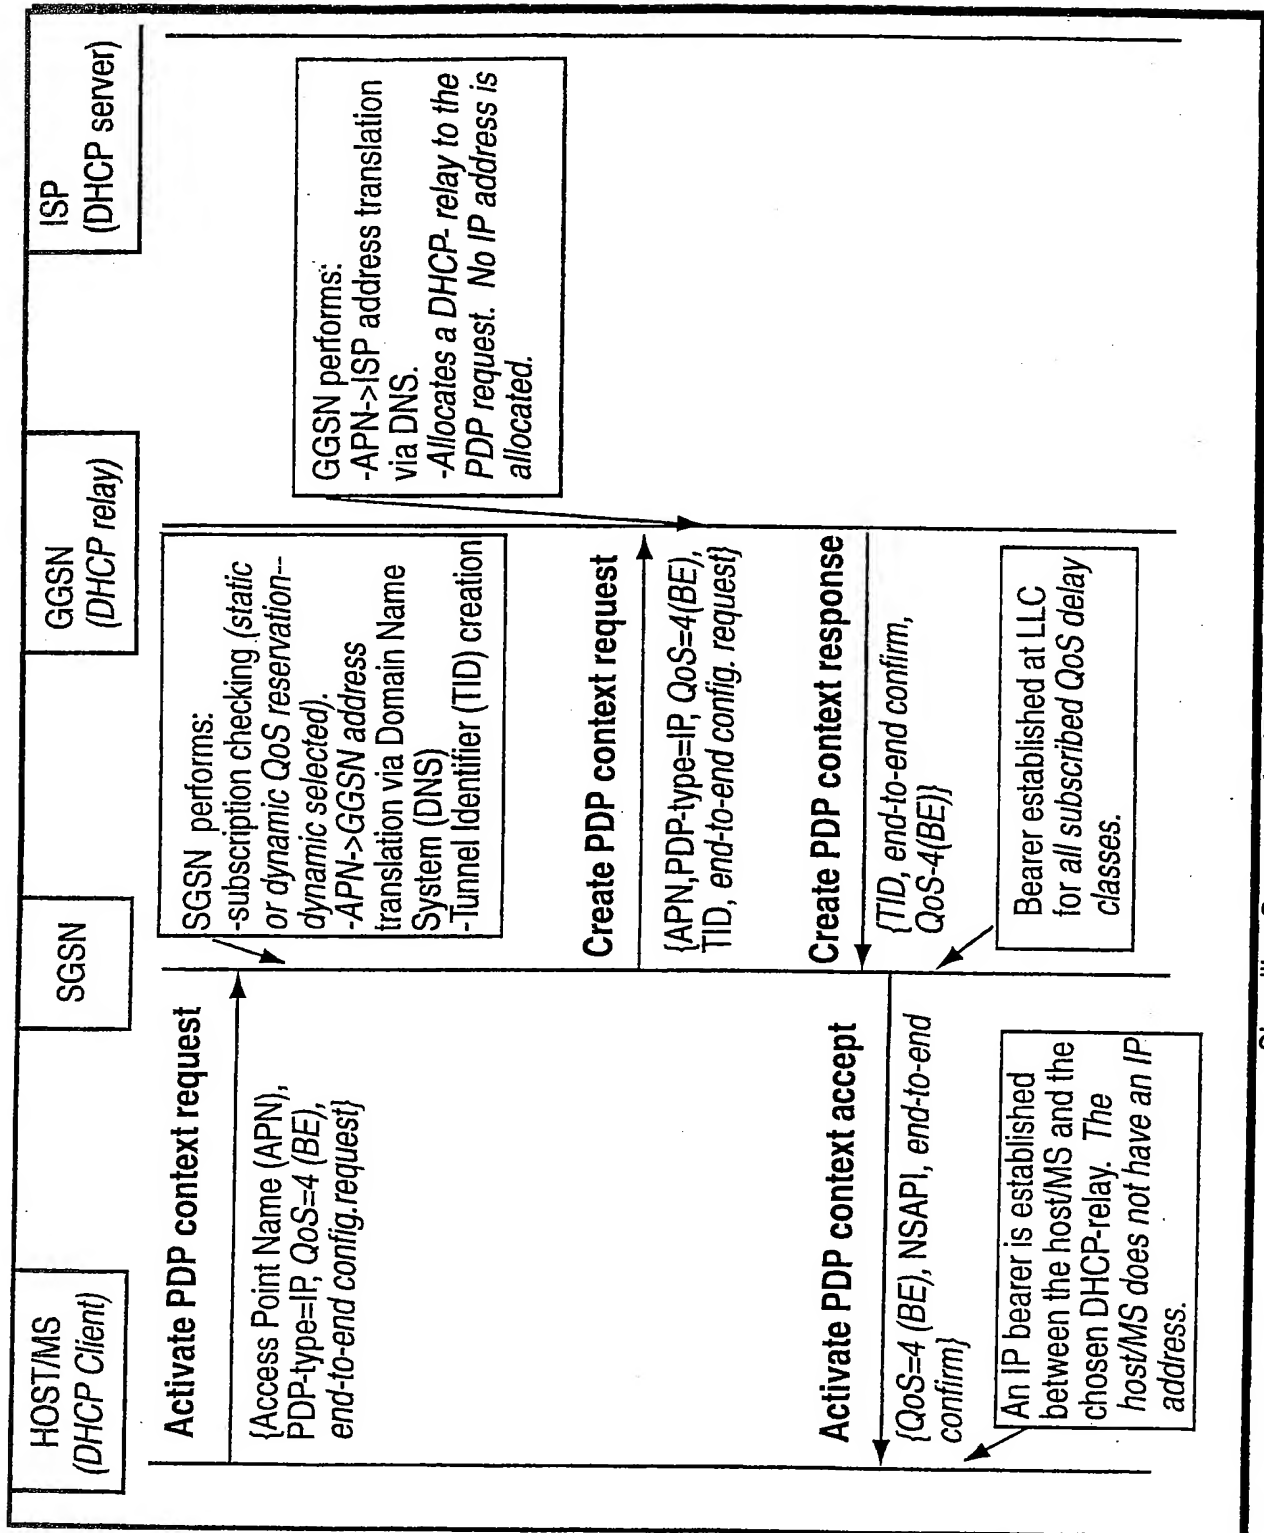 HOST/MS
(DHCP Client)
SGSN
GGSN
(DHCP relay)
ISP
(DHCP server)
Activate PDP context request
{Access Point Name (APN),
PDP-type=IP, QoS=4 (BE),
end-to-end config.request}
SGSN performs:
-subscription checking (static
or dynamic QoS reservation--
dynamic selected).
-APN->GGSN address
translation via Domain Name
System (DNS)
-Tunnel Identifier (TID) creation
Create PDP context request
{APN,PDP-type=IP, QoS=4(BE),
TID, end-to-end config. request}
GGSN performs:
-APN->ISP address translation
via DNS.
-Allocates a DHCP- relay to the
PDP request. No IP address is
allocated.
Create PDP context response
{TID, end-to-end confirm,
QoS-4(BE)}
Bearer established at LLC
for all subscribed QoS delay
classes.
Activate PDP context accept
{QoS=4 (BE), NSAPI, end-to-end
confirm}
An IP bearer is established
between the host/MS and the
chosen DHCP-relay. The
host/MS does not have an IP
address.